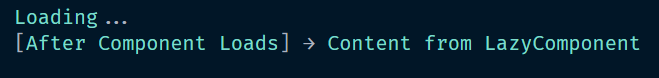 Loading...
[After Component Loads] → Content from LazyComponent